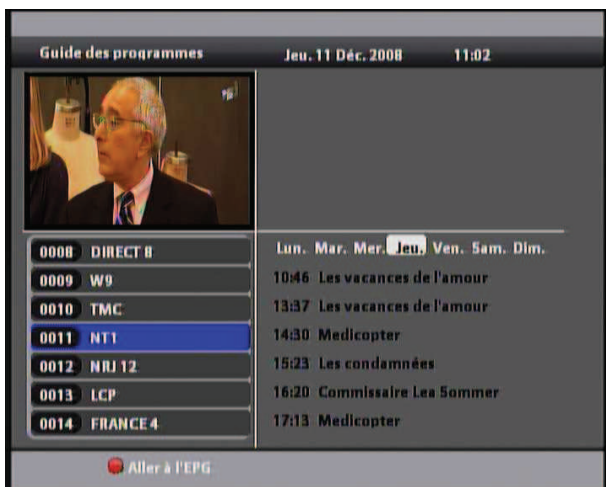 Guide des programmes Jeu. 11 Déc. 2008 11:02
0008 DIRECT 8
0009 W9
0010 TMC
0011 NT1
0012 NRJ 12
0013 LCP
0014 FRANCE 4
Lun. Mar. Mer. Jeu. Ven. Sam. Dim.
10:46 Les vacances de l'amour
13:37 Les vacances de l'amour
14:30 Medicopter
15:23 Les condamnées
16:20 Commissaire Lea Sommer
17:13 Medicopter
Aller à l'EPG